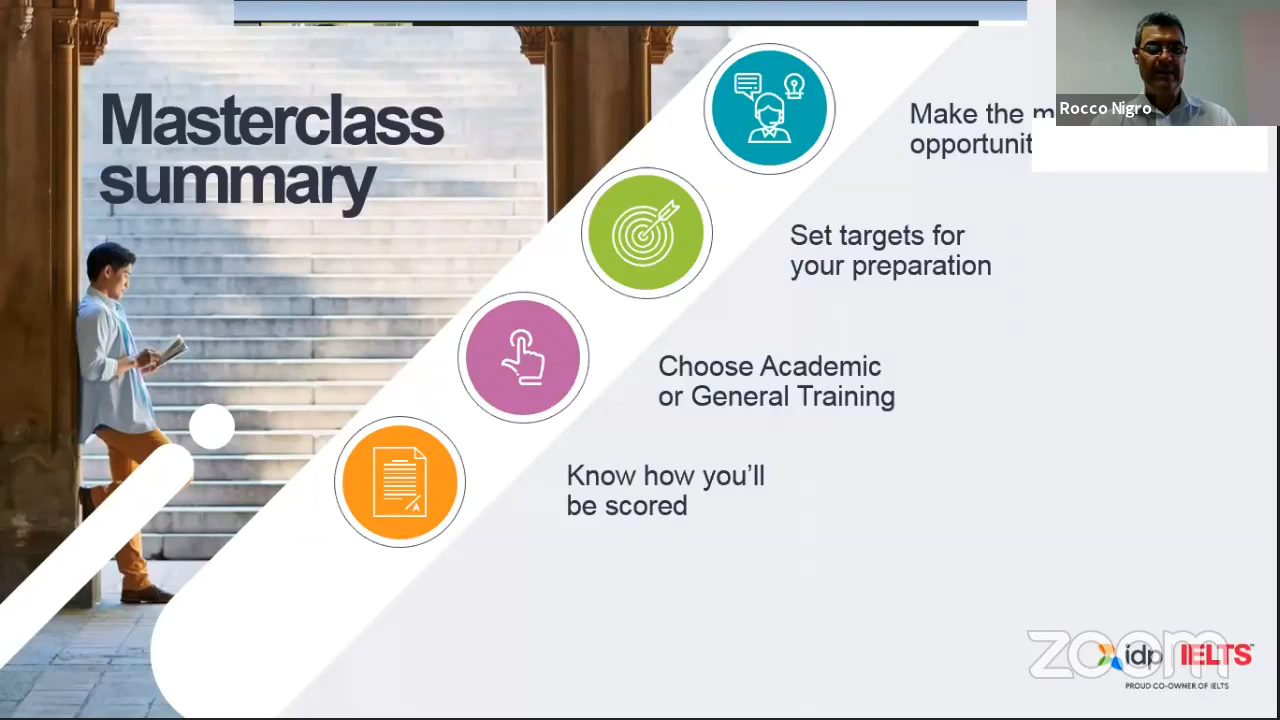 Masterclass
summary
Make the
opportunit
Rocco Nigro
Set targets for
your preparation
Choose Academic
or General Training
Know how you'll
be scored
A
zoom
idp IELTS
PROUD CO-OWNER OF IELTS